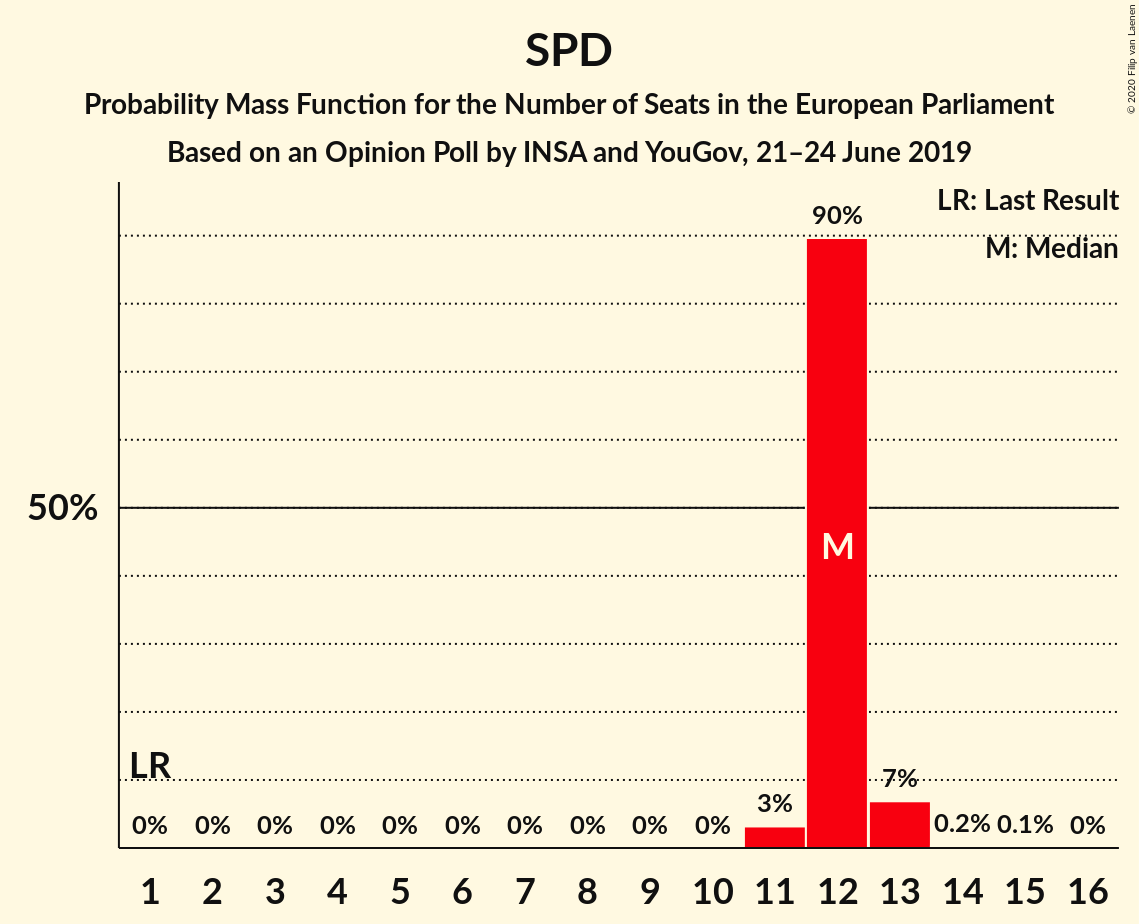 © 2020 Filip van Laenen
SPD
Probability Mass Function for the Number of Seats in the European Parliament
Based on an Opinion Poll by INSA and YouGov, 21–24 June 2019
LR: Last Result
M: Median
90%
50%
M
LR
0% 0% 0% 0% 0% 0% 0% 0% 0% 0% 3% 7% 0.2% 0.1% 0%
1 2 3 4 5 6 7 8 9 10 11 12 13 14 15 16